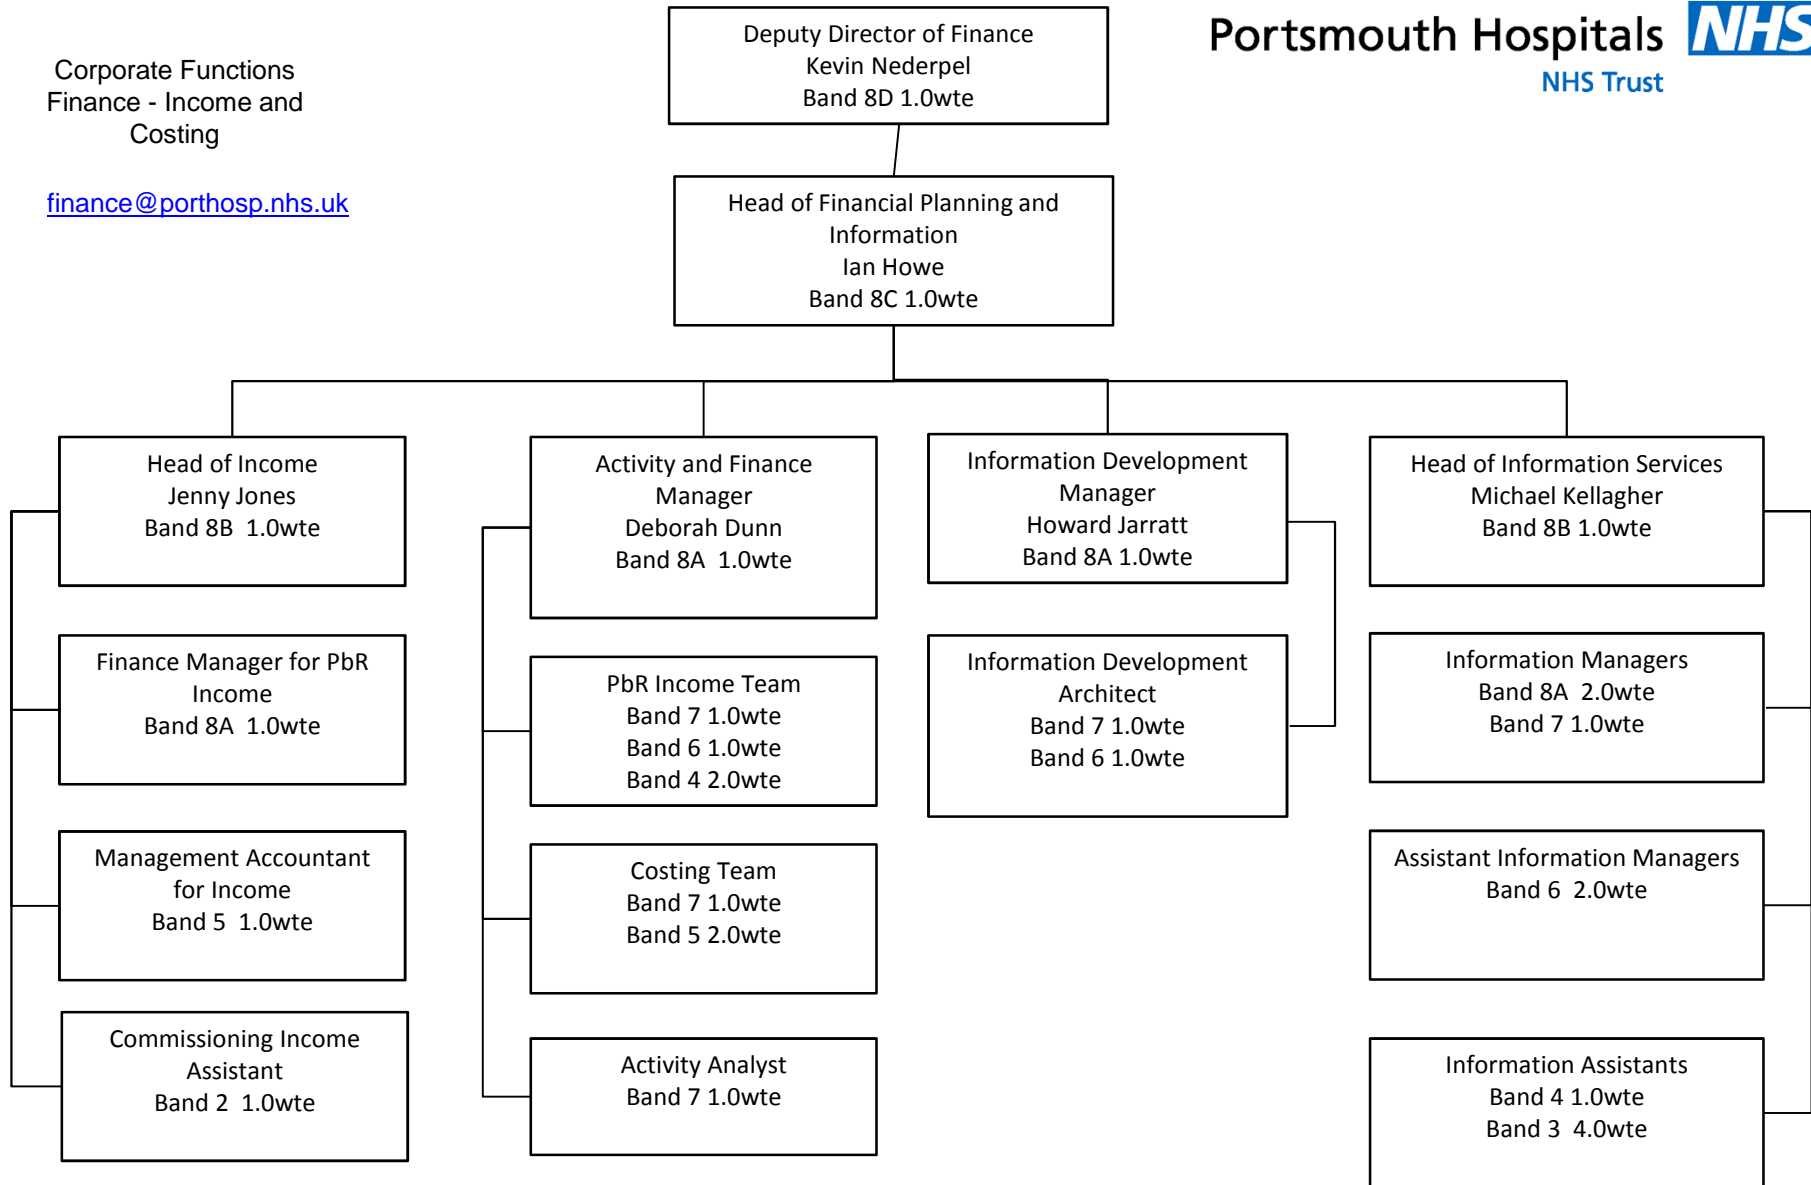 Corporate Functions
Finance - Income and
Costing
finance@porthosp.nhs.uk
Deputy Director of Finance
Kevin Nederpel
Band 8D 1.0wte
Portsmouth Hospitals NHS
NHS Trust
Head of Financial Planning and
Information
Ian Howe
Band 8C 1.0wte
Head of Income
Jenny Jones
Band 8B  1.0wte
Finance Manager for PbR
Income
Band 8A  1.0wte
Management Accountant
for Income
Band 5  1.0wte
Commissioning Income
Assistant
Band 2  1.0wte
Activity and Finance
Manager
Deborah Dunn
Band 8A  1.0wte
PbR Income Team
Band 7 1.0wte
Band 6 1.0wte
Band 4 2.0wte
Costing Team
Band 7 1.0wte
Band 5 2.0wte
Activity Analyst
Band 7 1.0wte
Information Development
Manager
Howard Jarratt
Band 8A 1.0wte
Information Development
Architect
Band 7 1.0wte
Band 6 1.0wte
Head of Information Services
Michael Kellagher
Band 8B 1.0wte
Information Managers
Band 8A  2.0wte
Band 7 1.0wte
Assistant Information Managers
Band 6  2.0wte
Information Assistants
Band 4 1.0wte
Band 3  4.0wte